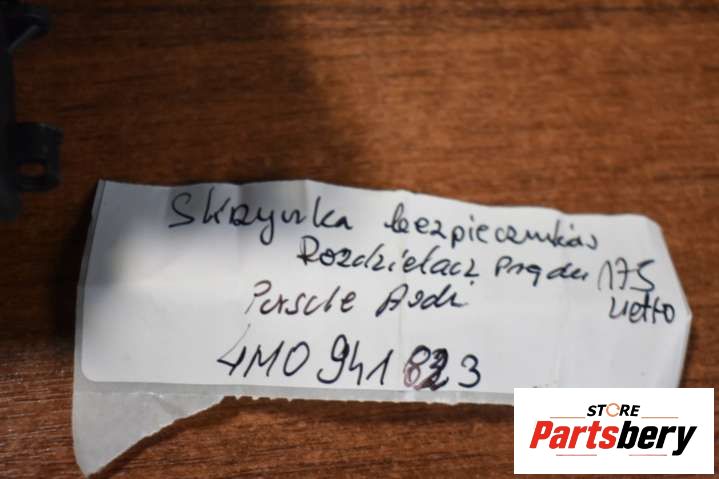 Skrzynka bezpieczników
Rozdzielacz Prądu 175
netto
Porsche Audi
4M0 941 823
STORE
Partsbery